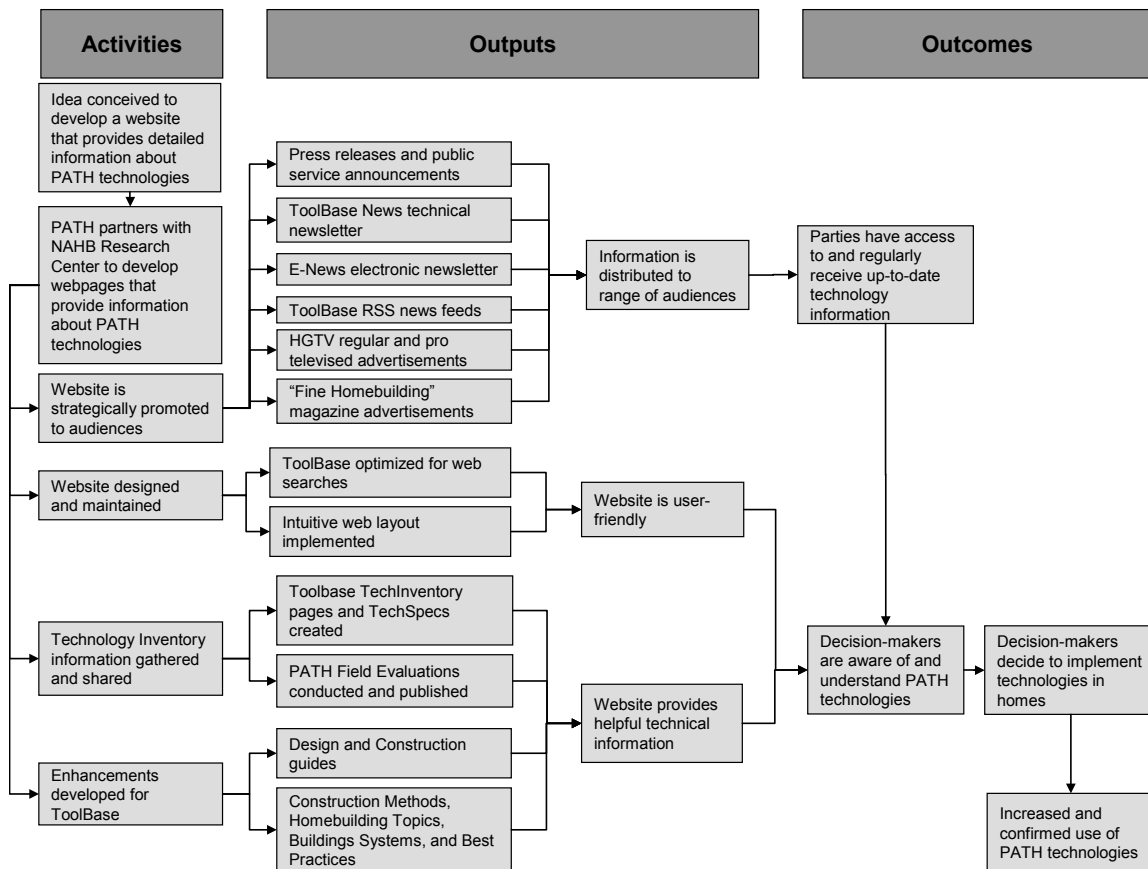 Activities
Outputs
Outcomes
Idea conceived to
develop a website
that provides detailed
information about
PATH technologies
PATH partners with
NAHB Research
Center to develop
webpages that
provide information
about PATH
technologies
Website is
strategically promoted
to audiences
Website designed
and maintained
Technology Inventory
information gathered
and shared
Enhancements
developed for
ToolBase
Press releases and public
service announcements
ToolBase News technical
newsletter
E-News electronic newsletter
ToolBase RSS news feeds
HGTV regular and pro
televised advertisements
“Fine Homebuilding”
magazine advertisements
ToolBase optimized for web
searches
Intuitive web layout
implemented
Toolbase TechInventory
pages and TechSpecs
created
PATH Field Evaluations
conducted and published
Design and Construction
guides
Construction Methods,
Homebuilding Topics,
Buildings Systems, and Best
Practices
Information is
distributed to
range of audiences
Website is user-
friendly
Website provides
helpful technical
information
Parties have access
to and regularly
receive up-to-date
technology
information
Decision-makers
are aware of and
understand PATH
technologies
Decision-makers
decide to implement
technologies in
homes
Increased and
confirmed use of
PATH technologies